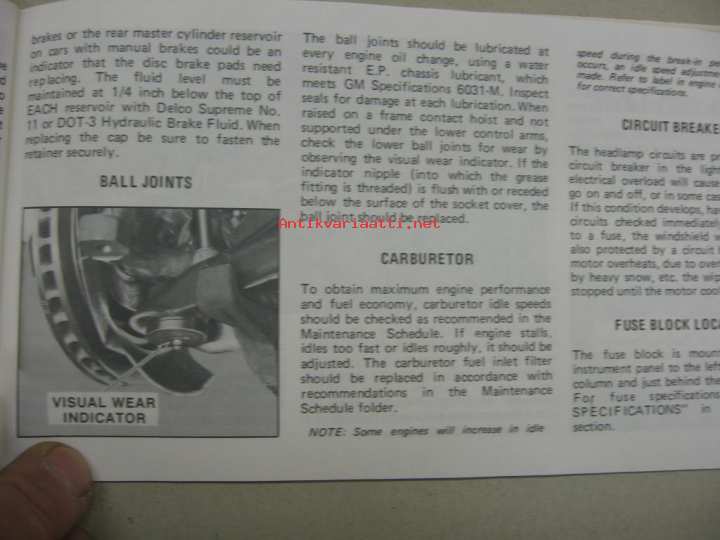 brakes or the rear master cylinder reservoir
on cars with manual brakes could be an
indicator that the disc brake pads need
replacing. The fluid level must be
maintained at 1/4 inch below the top of
EACH reservoir with Delco Supreme No.
11 or DOT-3 Hydraulic Brake Fluid. When
replacing the cap be sure to fasten the
retainer securely.
BALL JOINTS
VISUAL WEAR
INDICATOR
The ball joints should be lubricated at
every engine oil change, using a water
resistant E.P. chassis lubricant, which
meets GM Specifications 6031-M. Inspect
seals for damage at each lubrication. When
raised on a frame contact hoist and not
supported under the lower control arms,
check the lower ball joints for wear by
observing the visual wear indicator. If the
indicator nipple (into which the grease
fitting is threaded) is flush with or receded
below the surface of the socket cover, the
ball joint should be replaced.
Antikvariaatti.net
CARBURETOR
To obtain maximum engine performance
and fuel economy, carburetor idle speeds
should be checked as recommended in the
Maintenance Schedule. If engine stalls,
idles too fast or idles roughly, it should be
adjusted. The carburetor fuel inlet filter
should be replaced in accordance with
recommendations in the Maintenance
Schedule folder.
NOTE: Some engines will increase in idle
speed during the break-in
occurs, an idle speed
made. Refer to label in engine
for correct specifications.
CIRCUIT
The headlamp circuits are
circuit breaker in the
electrical overload will
go on and off, or in some
If this condition develops,
circuits checked
to a fuse, the windshield
also protected by a circuit
motor overheats, due to
by heavy snow, etc. the
stopped until the motor
FUSE BLOCK
The fuse block is
instrument panel to the left
column and just behind the
For fuse specifications
SPECIFICATIONS" in
section.